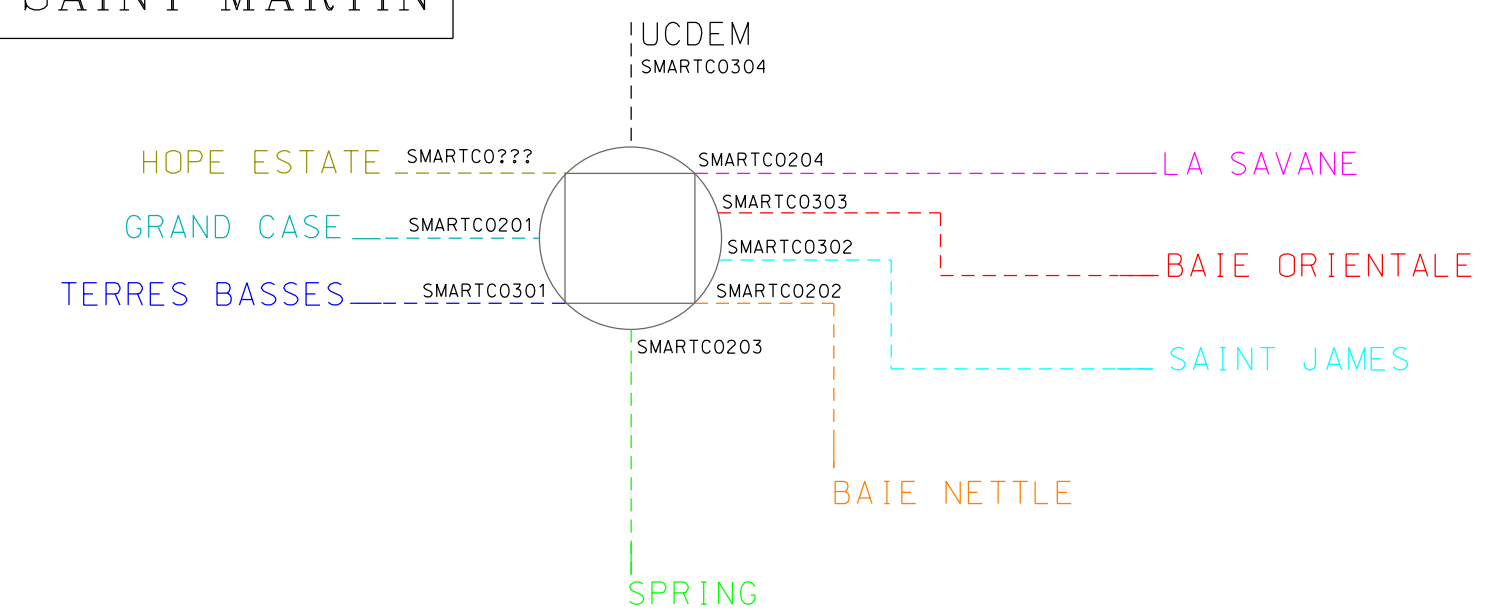 SAINT MARTIN
UCDEM
SMARTC0304
HOPE ESTATE
SMARTC0???
SMARTC0204
LA SAVANE
SMARTC0303
GRAND CASE
SMARTC0201
SMARTC0302
BAIE ORIENTALE
TERRES BASSES
SMARTC0301
SMARTC0202
SMARTC0203
SAINT JAMES
BAIE NETTLE
SPRING